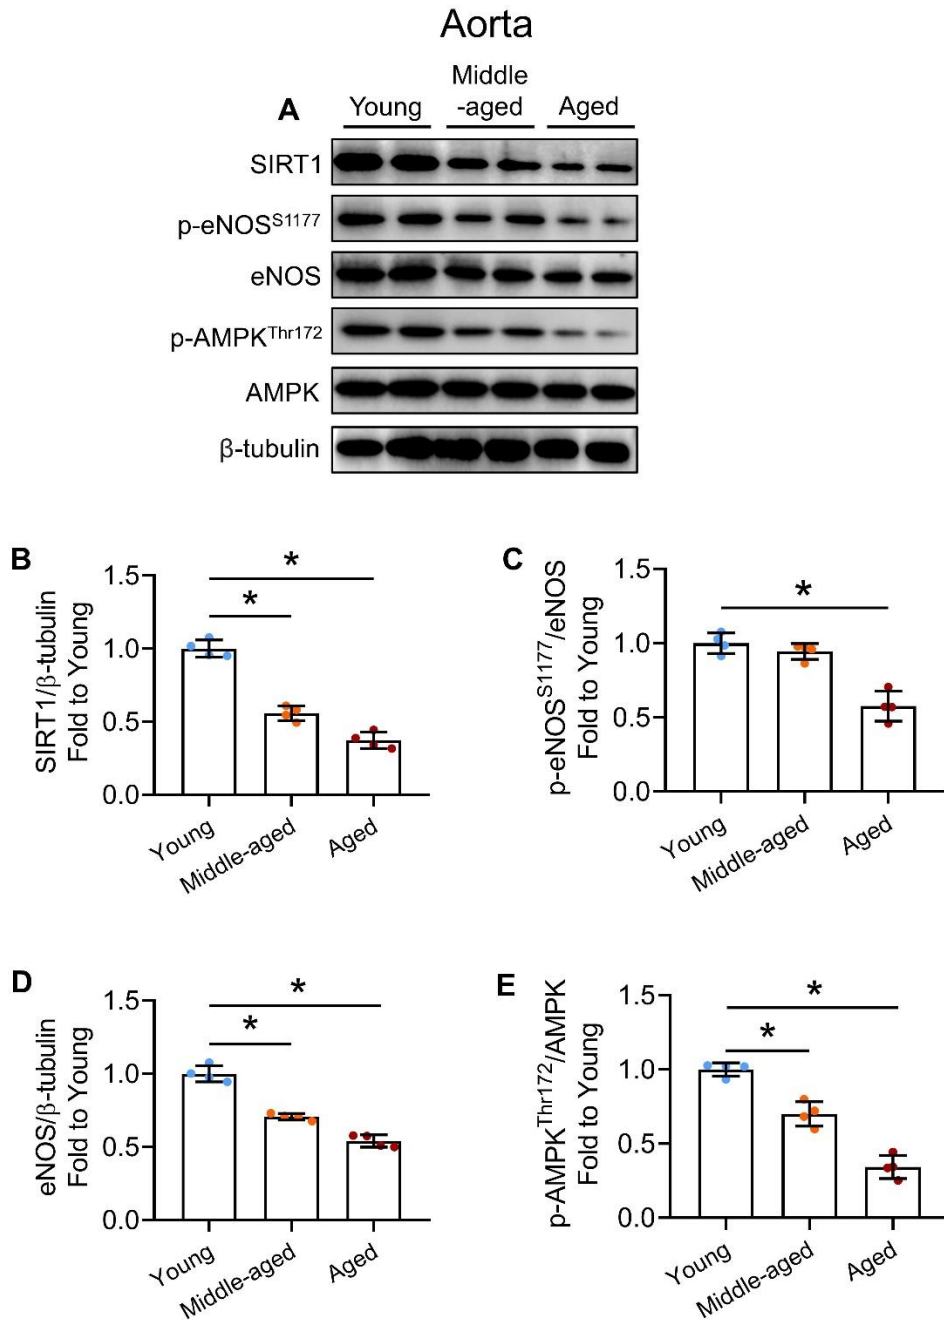 Aorta
A
Young
Middle
-aged
Aged
SIRT1
p-eNOS^S1177
eNOS
p-AMPK^Thr172
AMPK
β-tubulin
B
SIRT1/β-tubulin
Fold to Young
1.5
1.0
0.5
0.0
*
*
Young
Middle-aged
Aged
C
p-eNOS^S1177/eNOS
Fold to Young
1.5
1.0
0.5
0.0
*
Young
Middle-aged
Aged
D
eNOS/β-tubulin
Fold to Young
1.5
1.0
0.5
0.0
*
*
Young
Middle-aged
Aged
E
p-AMPK^Thr172/AMPK
Fold to Young
1.5
1.0
0.5
0.0
*
*
Young
Middle-aged
Aged